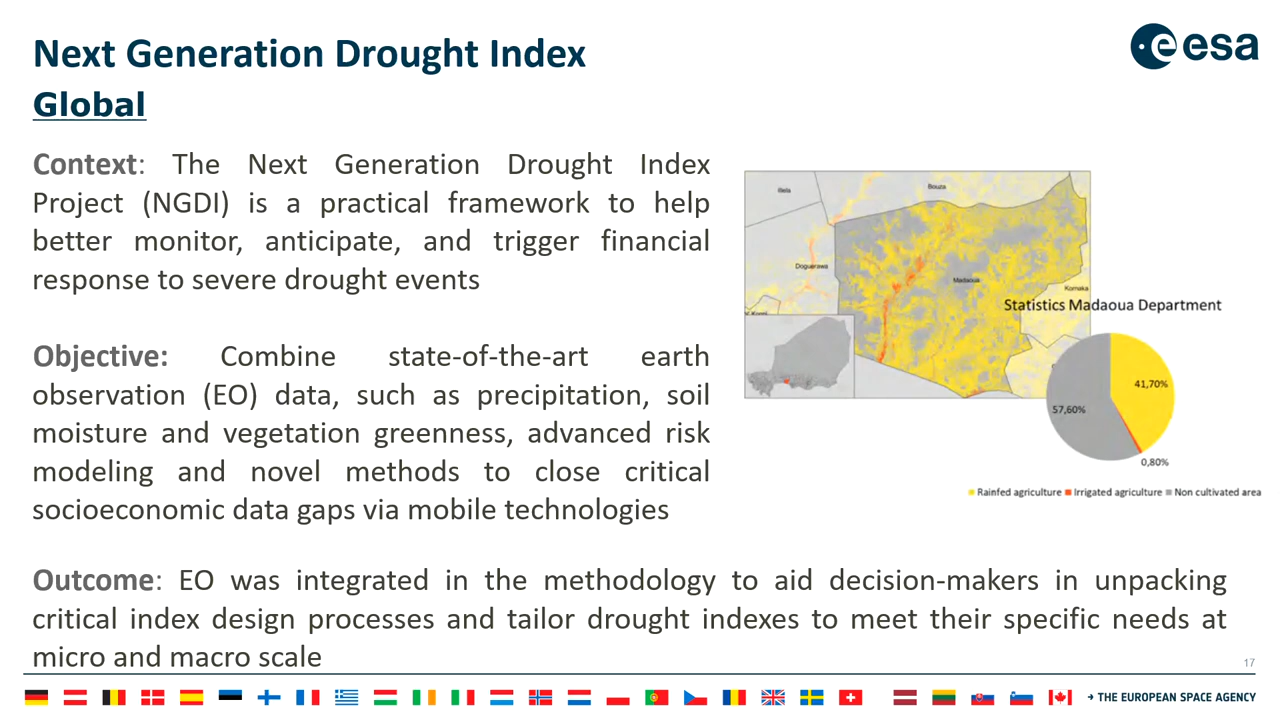 Next Generation Drought Index
Global
esa
Context: The Next Generation Drought Index
Project (NGDI) is a practical framework to help
better monitor, anticipate, and trigger financial
response to severe drought events
Objective: Combine state-of-the-art earth
observation (EO) data, such as precipitation, soil
moisture and vegetation greenness, advanced risk
modeling and novel methods to close critical
socioeconomic data gaps via mobile technologies
Bouza
Doguerawa
Madaoua
Kornaka
Statistics Madaoua Department
41,70%
57,60%
0,80%
Rainfed agriculture Irrigated agriculture Non cultivated area
Outcome: EO was integrated in the methodology to aid decision-makers in unpacking
critical index design processes and tailor drought indexes to meet their specific needs at
micro and macro scale
17
→ THE EUROPEAN SPACE AGENCY